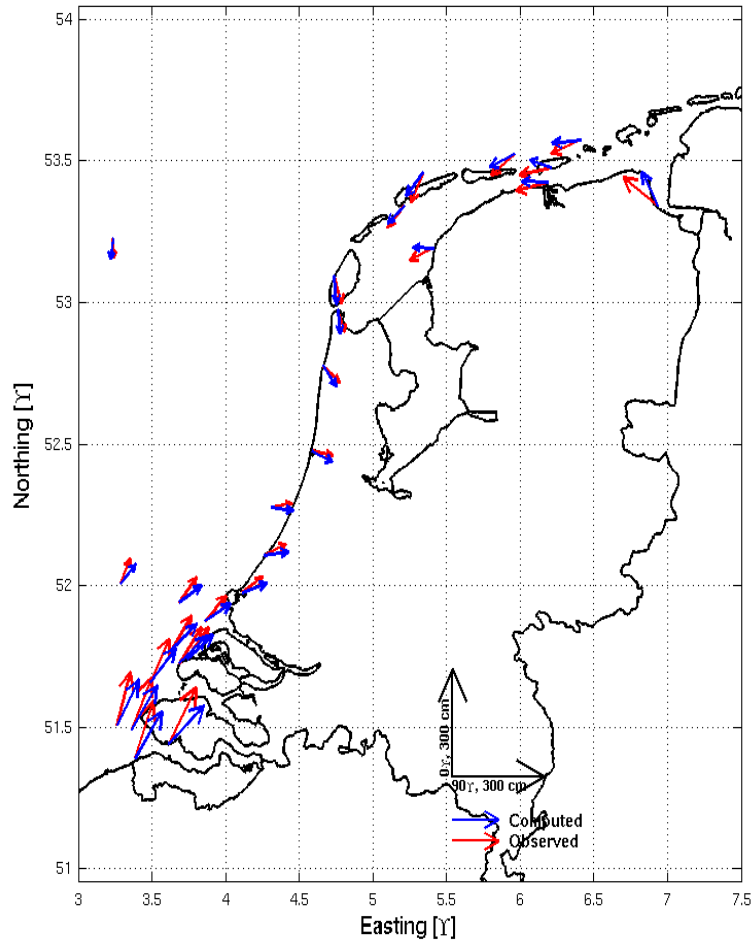 54
53.5
53
52.5
52
51.5
51
Northing [ϒ]
0ϒ, 300 cm
90ϒ, 300 cm
Computed
Observed
3 3.5 4 4.5 5 5.5 6 6.5 7 7.5
Easting [ϒ]